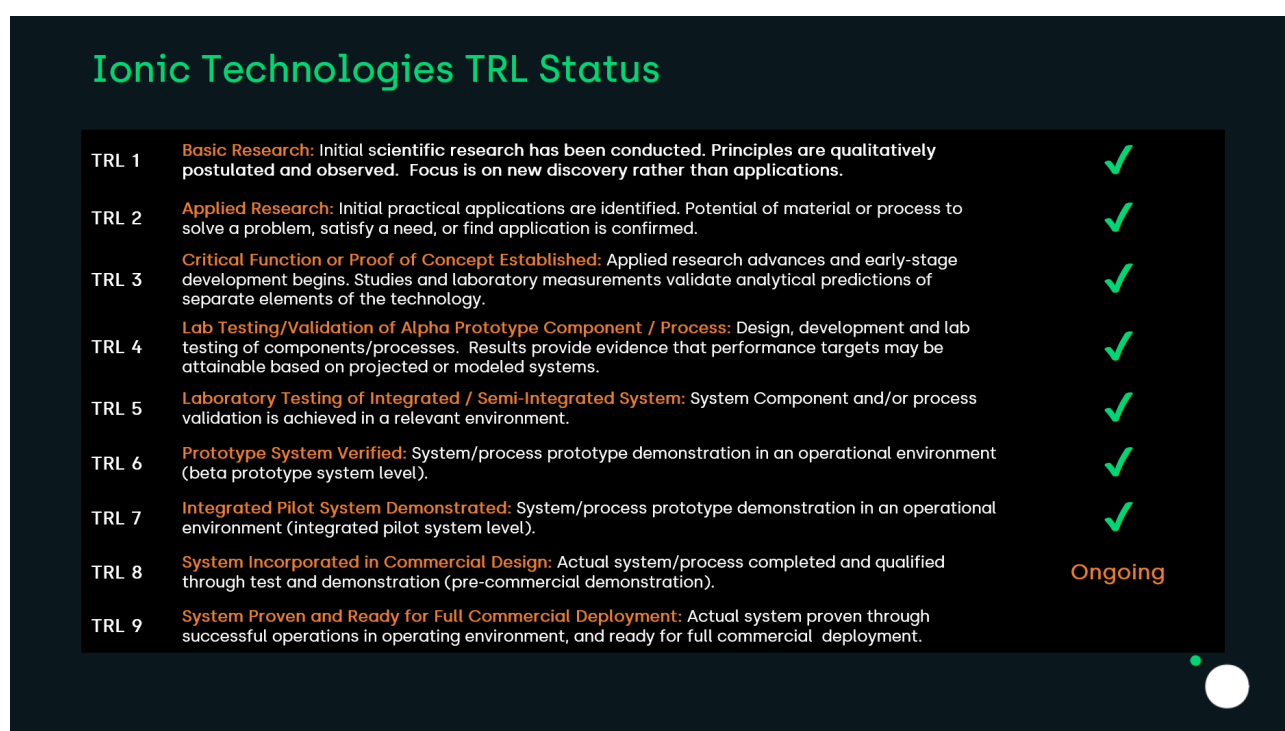 Ionic Technologies TRL Status
TRL 1
Basic Research: Initial scientific research has been conducted. Principles are qualitatively
postulated and observed.  Focus is on new discovery rather than applications.
TRL 2
Applied Research: Initial practical applications are identified. Potential of material or process to
solve a problem, satisfy a need, or find application is confirmed.
TRL 3
Critical Function or Proof of Concept Established: Applied research advances and early-stage
development begins. Studies and laboratory measurements validate analytical predictions of
separate elements of the technology.
TRL 4
Lab Testing/Validation of Alpha Prototype Component / Process: Design, development and lab
testing of components/processes.  Results provide evidence that performance targets may be
attainable based on projected or modeled systems.
TRL 5
Laboratory Testing of Integrated / Semi-Integrated System: System Component and/or process
validation is achieved in a relevant environment.
TRL 6
Prototype System Verified: System/process prototype demonstration in an operational environment
(beta prototype system level).
TRL 7
Integrated Pilot System Demonstrated: System/process prototype demonstration in an operational
environment (integrated pilot system level).
TRL 8
System Incorporated in Commercial Design: Actual system/process completed and qualified
through test and demonstration (pre-commercial demonstration).
Ongoing
TRL 9
System Proven and Ready for Full Commercial Deployment: Actual system proven through
successful operations in operating environment, and ready for full commercial  deployment.